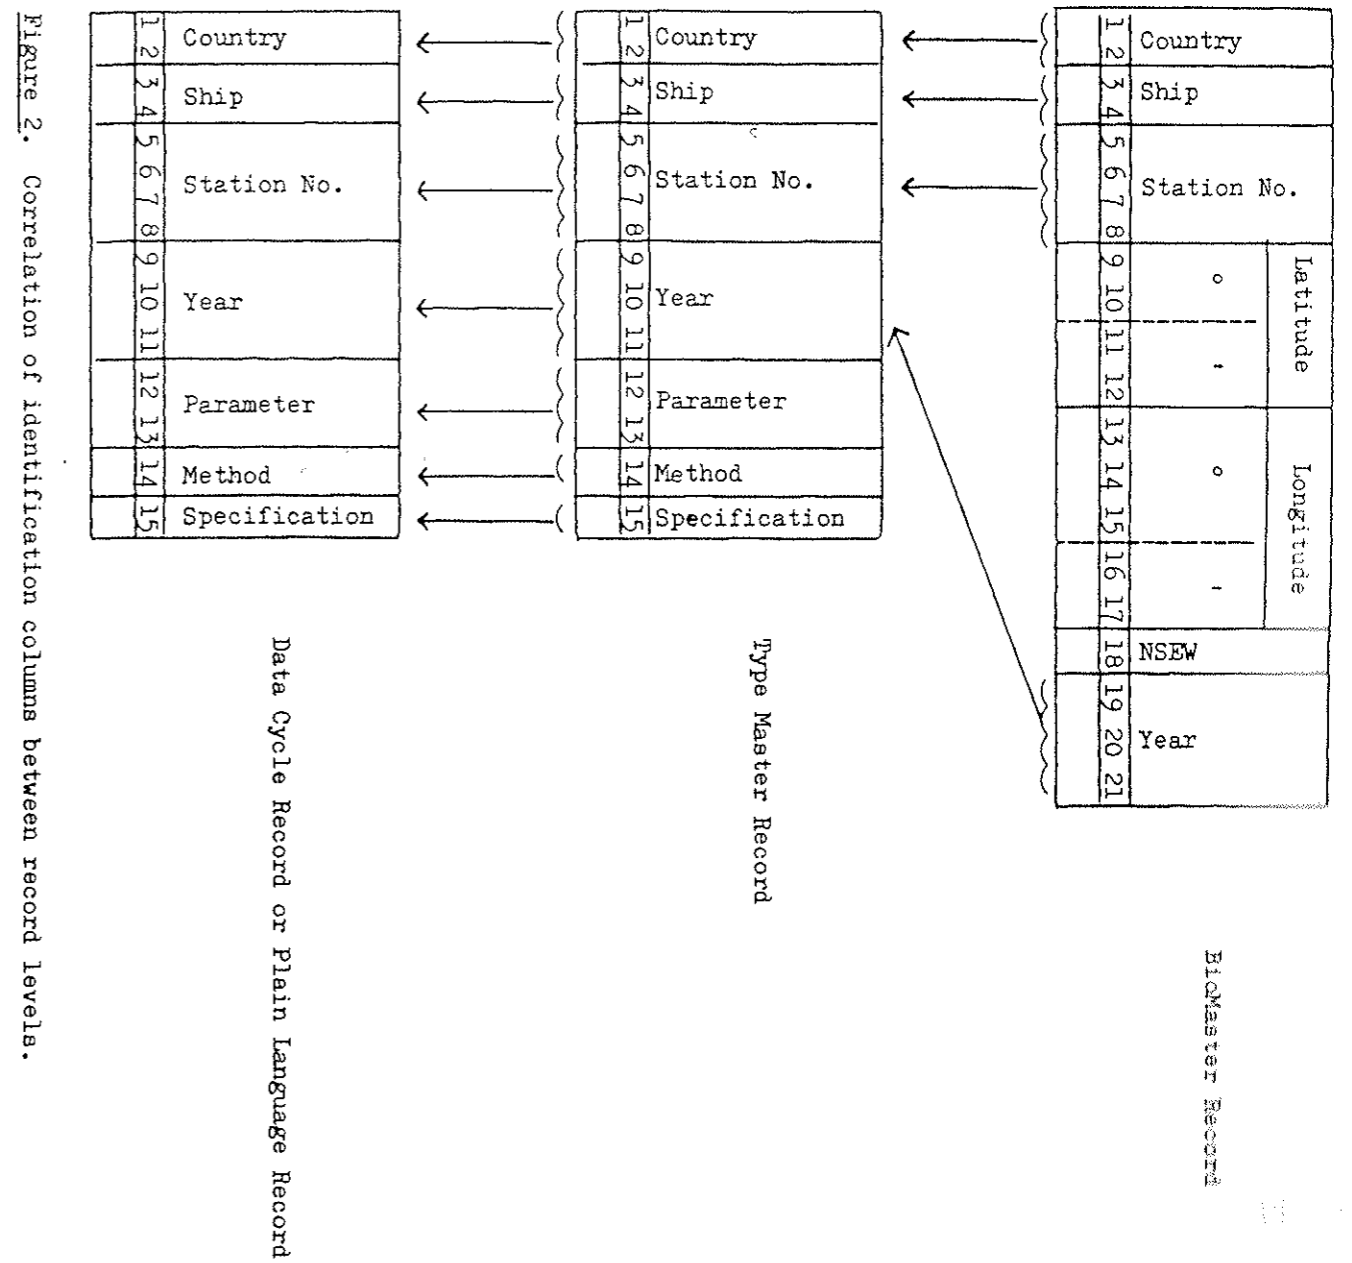 BioMaster Record
1 2 Country
3 4 Ship
5 6 7 8 Station No.
Latitude
9 10 °
11 12 '
Longitude
13 14 15 °
16 17 '
18 NSEW
19 20 21 Year
Type Master Record
1 2 Country
3 4 Ship
5 6 7 8 Station No.
9 10 11 Year
12 13 Parameter
14 Method
15 Specification
Data Cycle Record or Plain Language Record
1 2 Country
3 4 Ship
5 6 7 8 Station No.
9 10 11 Year
12 13 Parameter
14 Method
15 Specification
Figure 2. Correlation of identification columns between record levels.